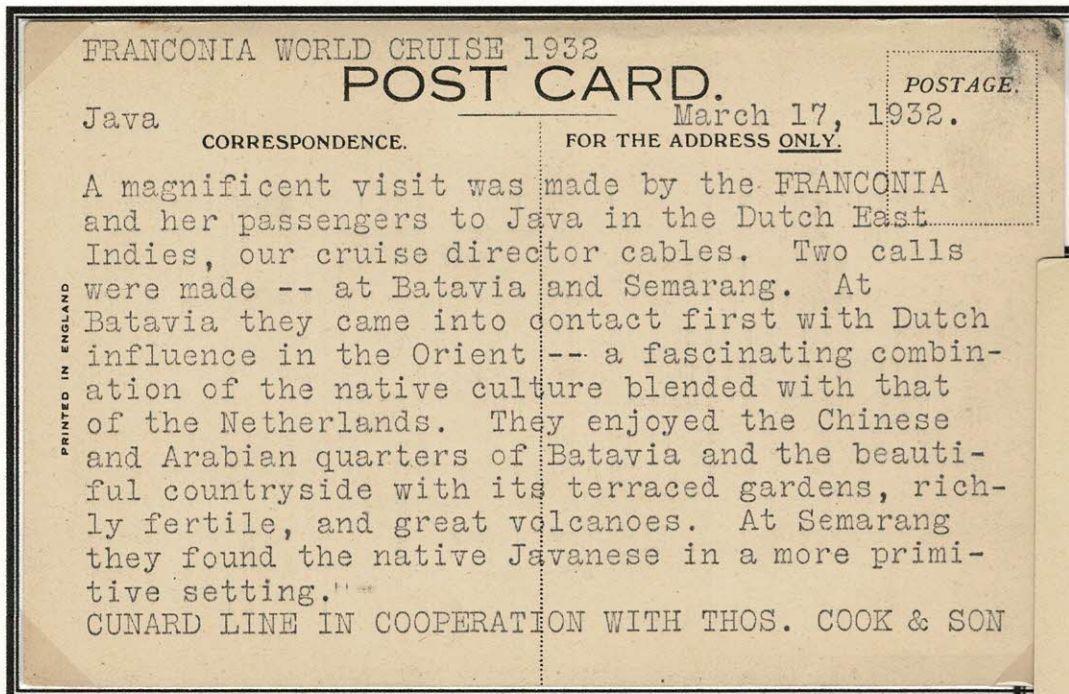 FRANCONIA WORLD CRUISE 1932
POST CARD.
POSTAGE.
Java March 17, 1932.
CORRESPONDENCE. FOR THE ADDRESS ONLY.
A magnificent visit was made by the FRANCONIA
and her passengers to Java in the Dutch East
Indies, our cruise director cables. Two calls
were made -- at Batavia and Semarang. At
Batavia they came into contact first with Dutch
influence in the Orient -- a fascinating combin-
ation of the native culture blended with that
of the Netherlands. They enjoyed the Chinese
and Arabian quarters of Batavia and the beauti-
ful countryside with its terraced gardens, rich-
ly fertile, and great volcanoes. At Semarang
they found the native Javanese in a more primi-
tive setting."
CUNARD LINE IN COOPERATION WITH THOS. COOK & SON
PRINTED IN ENGLAND